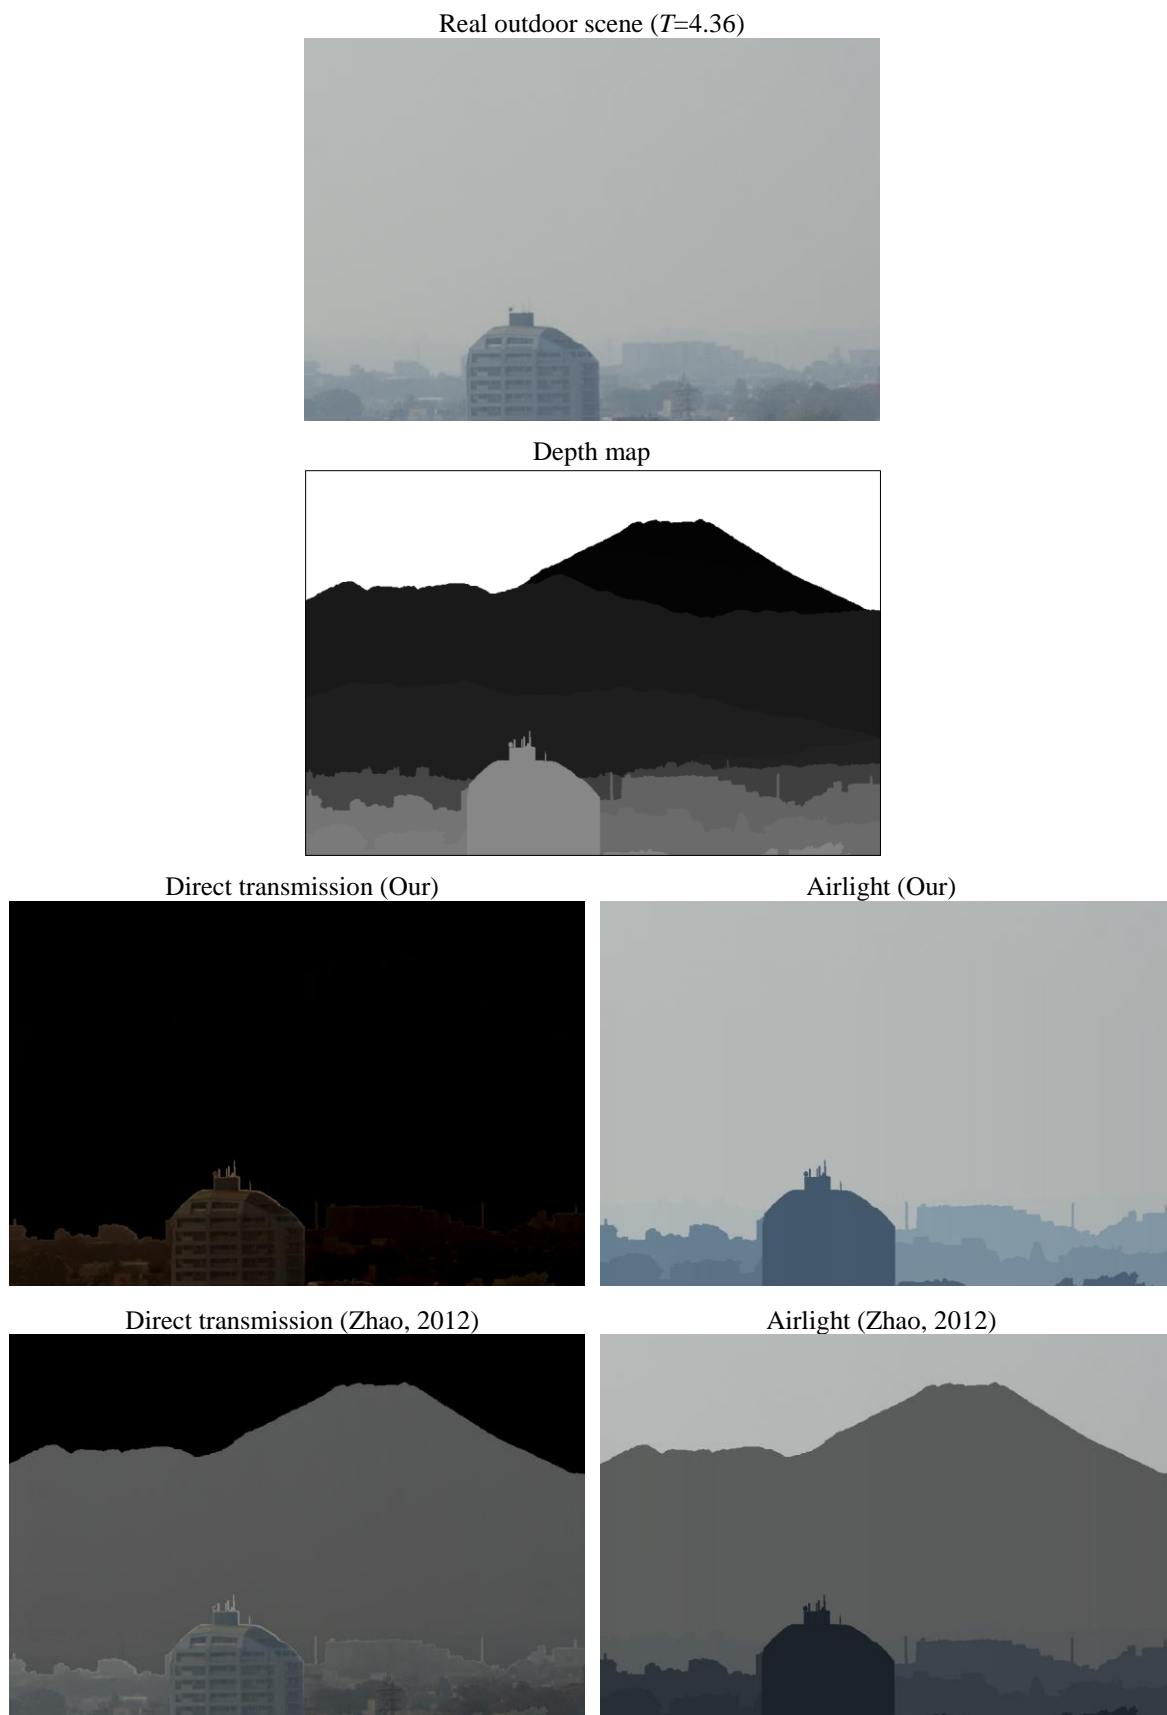 Real outdoor scene (T=4.36)
Depth map
Direct transmission (Our)
Airlight (Our)
Direct transmission (Zhao, 2012)
Airlight (Zhao, 2012)